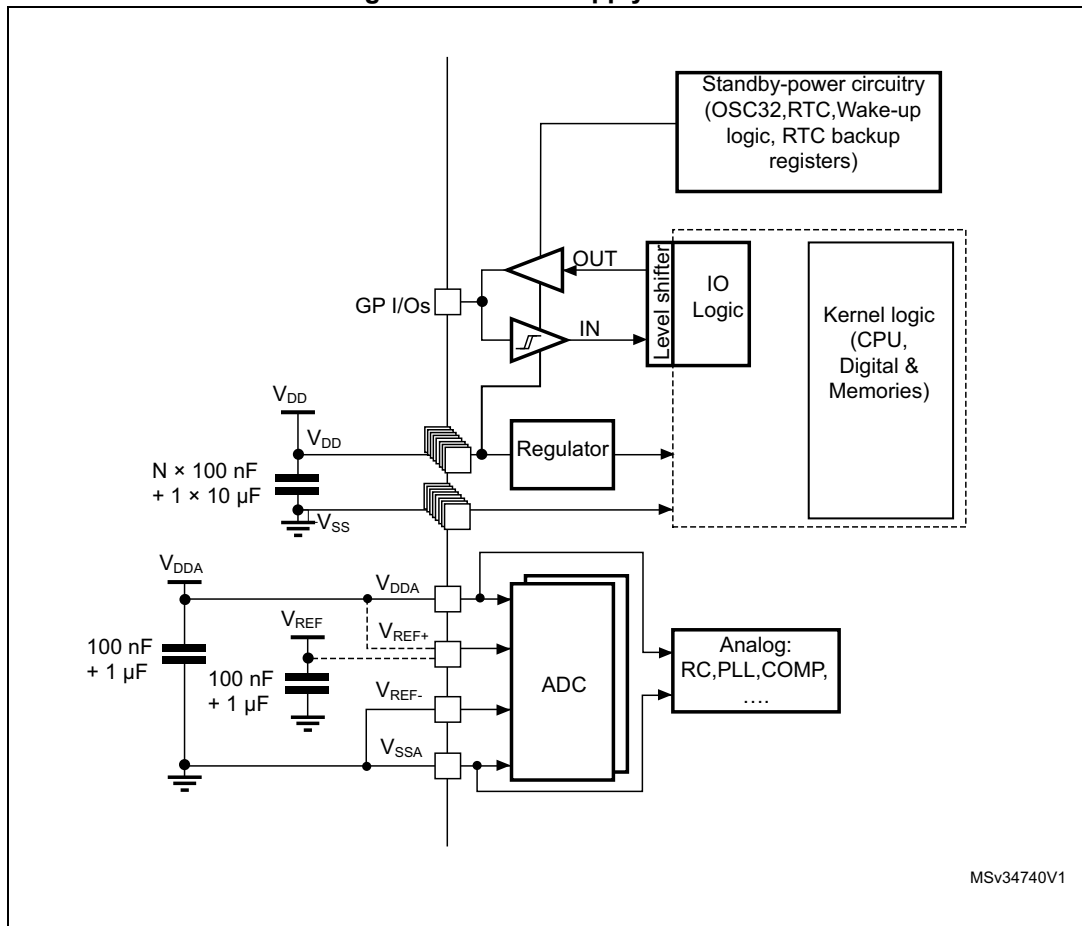 Standby-power circuitry
(OSC32,RTC,Wake-up
logic, RTC backup
registers)
OUT
Level shifter
IO
Logic
GP I/Os
IN
Kernel logic
(CPU,
Digital &
Memories)
VDD
VDD
Regulator
N × 100 nF
+ 1 × 10 µF
VSS
VDDA
VDDA
VREF
VREF+
100 nF
+ 1 µF
100 nF
+ 1 µF
VREF-
ADC
Analog:
RC,PLL,COMP,
....
VSSA
MSv34740V1